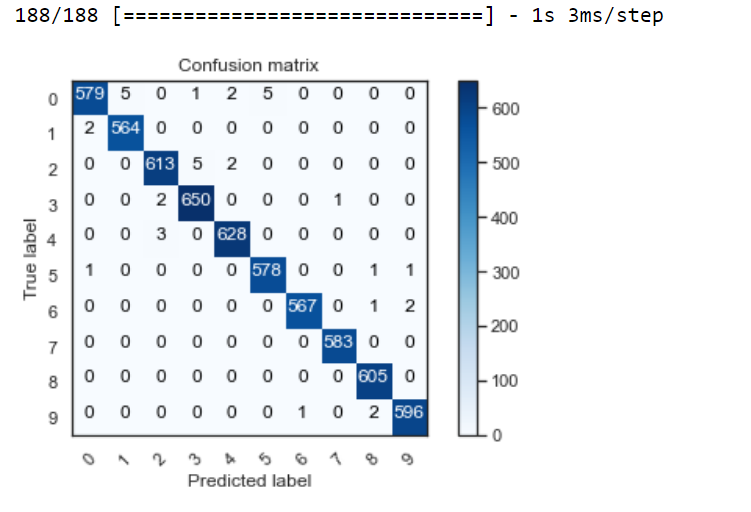 188/188 [==============================] - 1s 3ms/step
Confusion matrix
0 579 5 0 1 2 5 0 0 0 0
1 2 564 0 0 0 0 0 0 0 0
2 0 0 613 5 2 0 0 0 0 0
3 0 0 2 650 0 0 0 1 0 0
4 0 0 3 0 628 0 0 0 0 0
5 1 0 0 0 0 578 0 0 1 1
6 0 0 0 0 0 0 567 0 1 2
7 0 0 0 0 0 0 0 583 0 0
8 0 0 0 0 0 0 0 0 605 0
9 0 0 0 0 0 0 1 0 2 596
0 1 2 3 4 5 6 7 8 9
True label
Predicted label
600
500
400
300
200
100
0